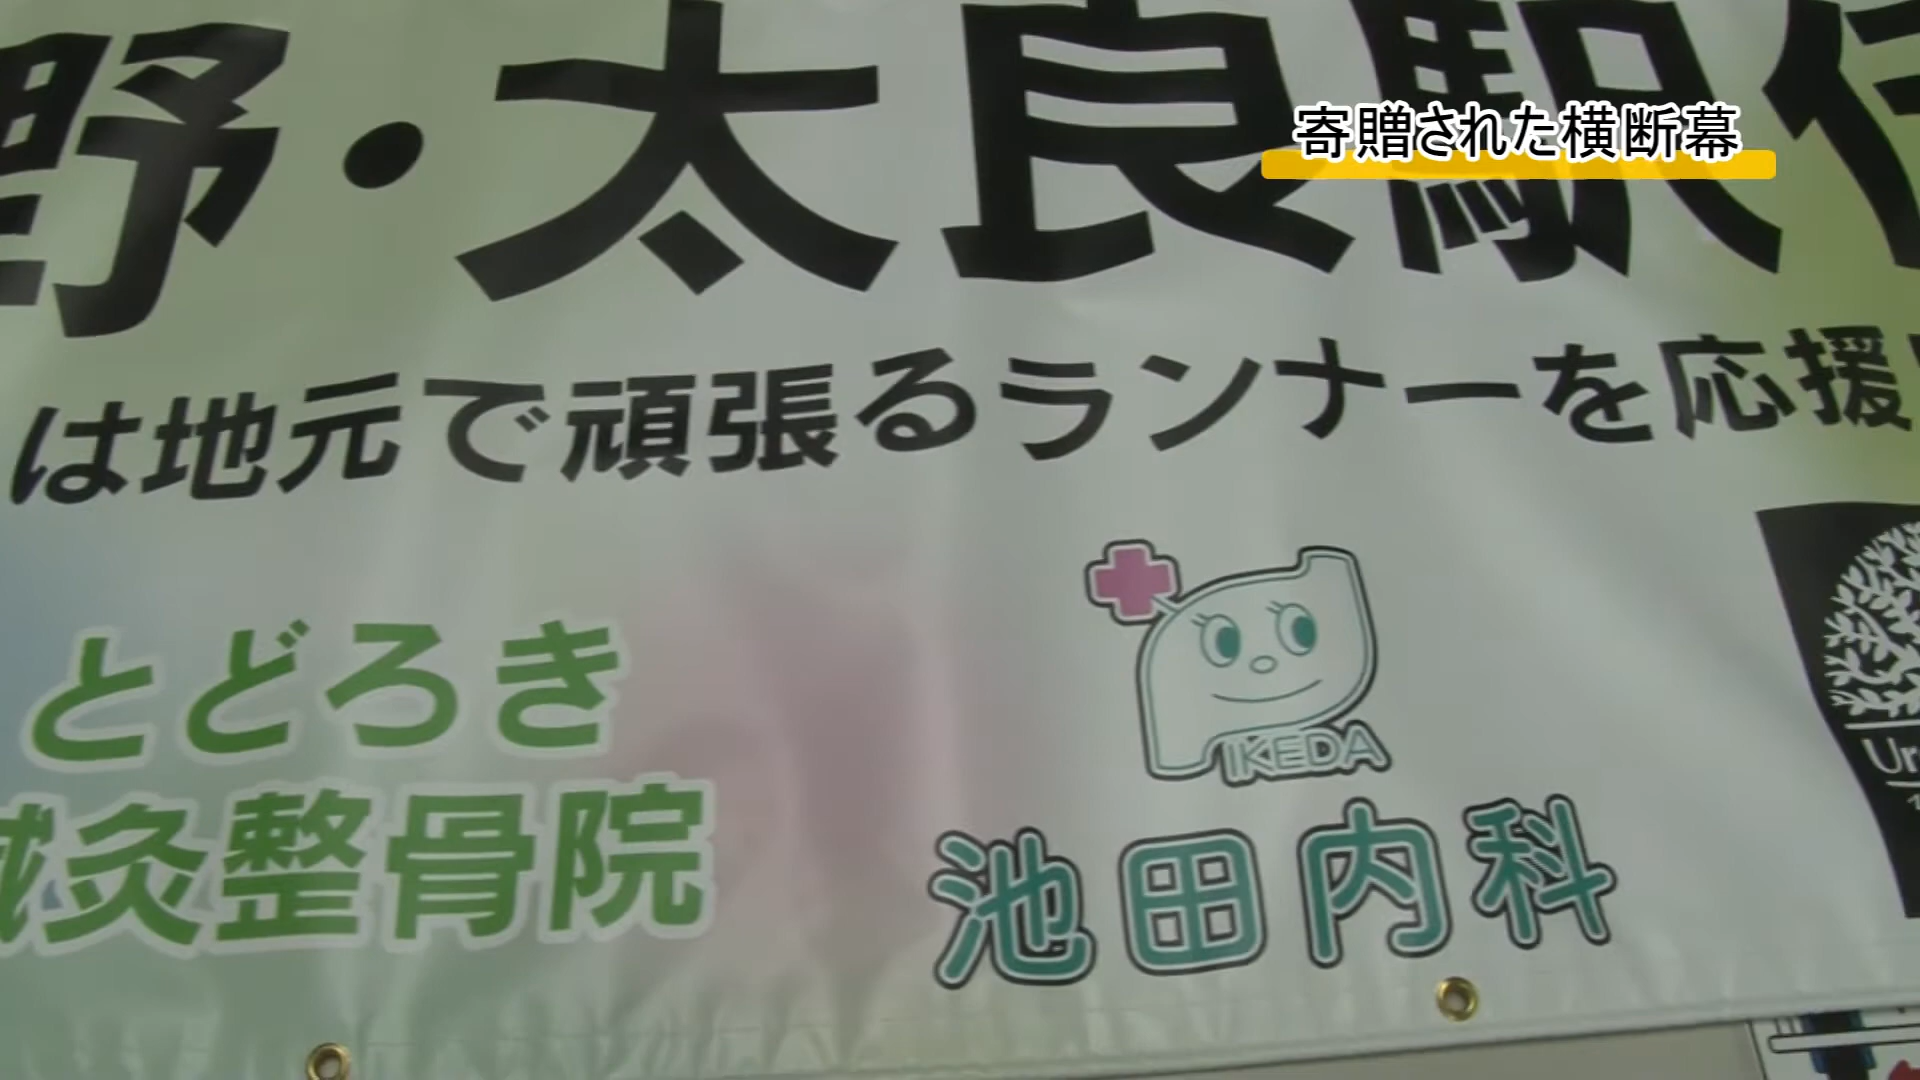 野・太良駅伝
寄贈された横断幕
は地元で頑張るランナーを応援
とどろき
鍼灸整骨院
IKEDA
池田内科
Ur